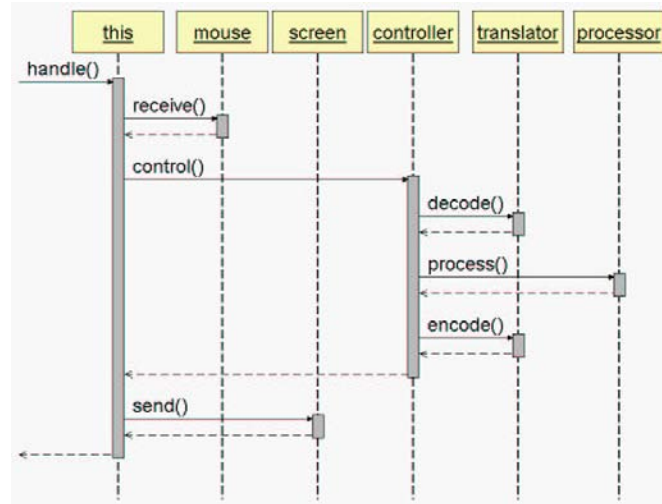 this mouse screen controller translator processor
handle()
receive()
control()
decode()
process()
encode()
send()